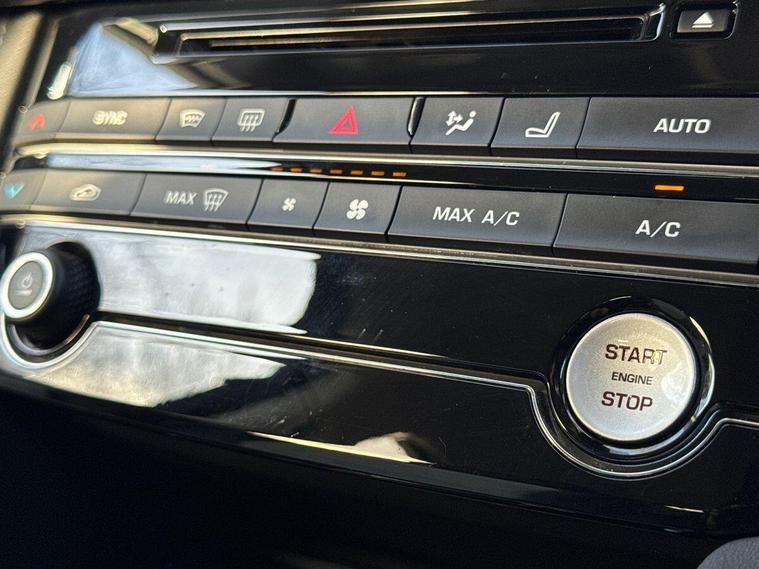 SYNC
AUTO
MAX
MAX A/C
A/C
START
ENGINE
STOP